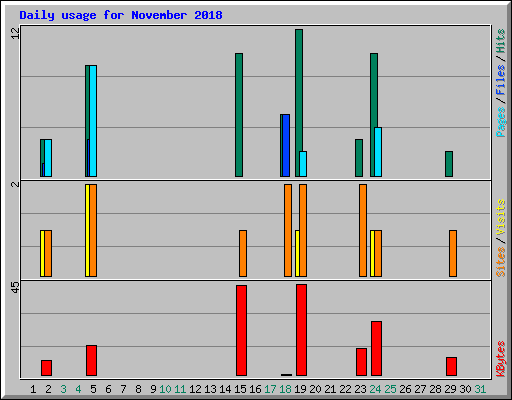 Daily usage for November 2018
12
2
45
Pages / Files / Hits
Sites / Visits
KBytes
1 2 3 4 5 6 7 8 9 10 11 12 13 14 15 16 17 18 19 20 21 22 23 24 25 26 27 28 29 30 31